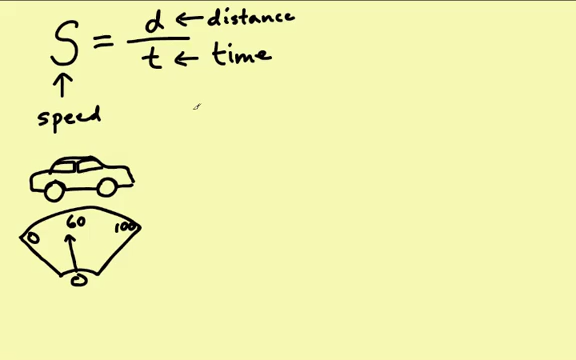 S = d/t
← distance
← time
↑
speed
0 60 100